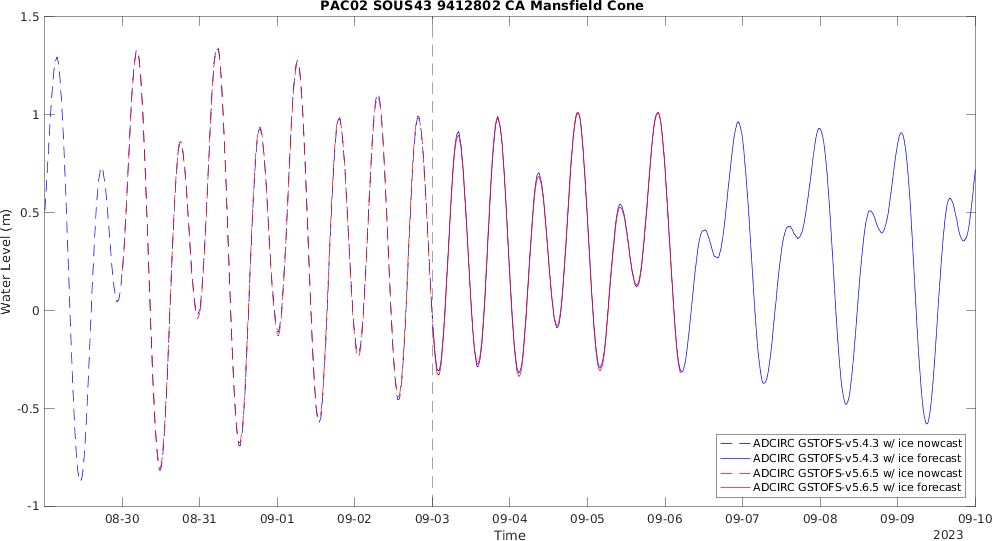 PAC02 SOUS43 9412802 CA Mansfield Cone
1.5
1
0.5
0
-0.5
-1
Water Level (m)
08-30 08-31 09-01 09-02 09-03 09-04 09-05 09-06 09-07 09-08 09-09 09-10
Time
2023
ADCIRC GSTOFS-v5.4.3 w/ ice nowcast
ADCIRC GSTOFS-v5.4.3 w/ ice forecast
ADCIRC GSTOFS-v5.6.5 w/ ice nowcast
ADCIRC GSTOFS-v5.6.5 w/ ice forecast